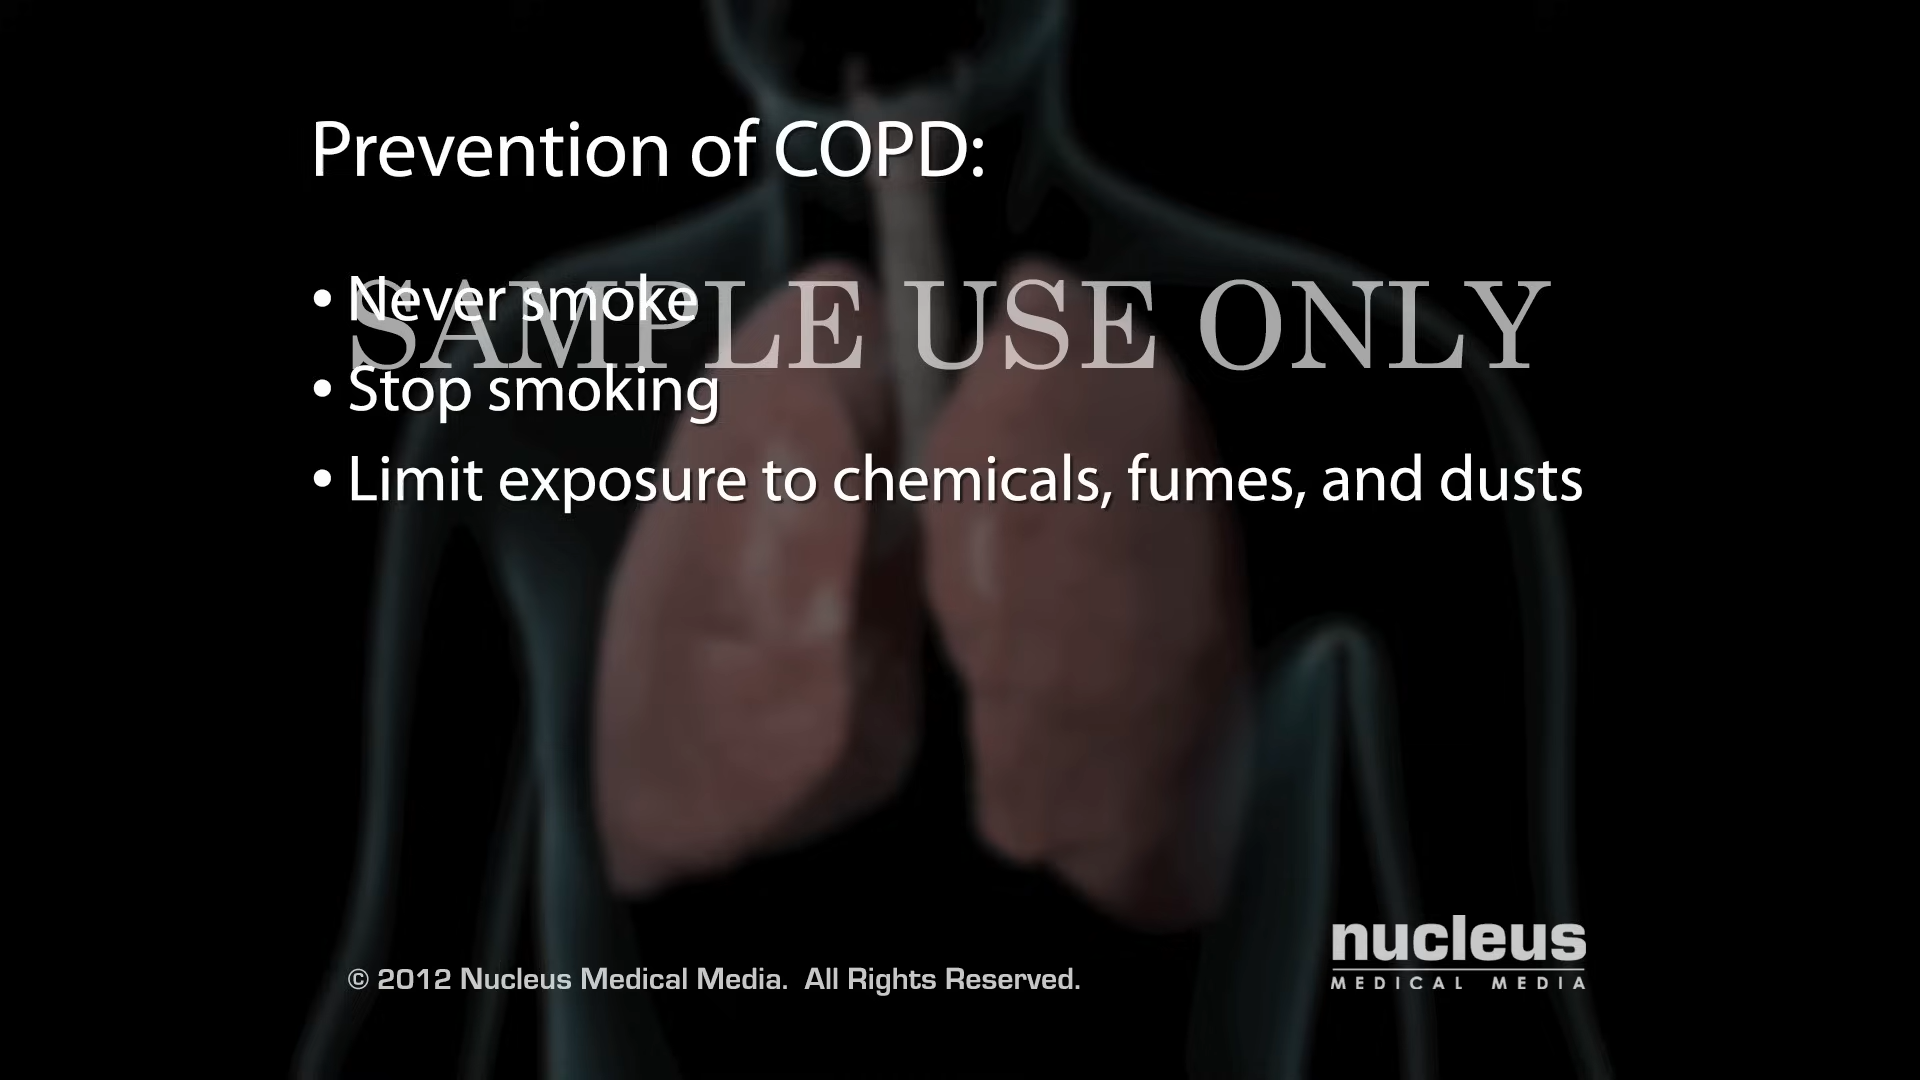 Prevention of COPD:
• Never smoke
SAMPLE USE ONLY
• Stop smoking
• Limit exposure to chemicals, fumes, and dusts
© 2012 Nucleus Medical Media. All Rights Reserved.
nucleus
MEDICAL MEDIA